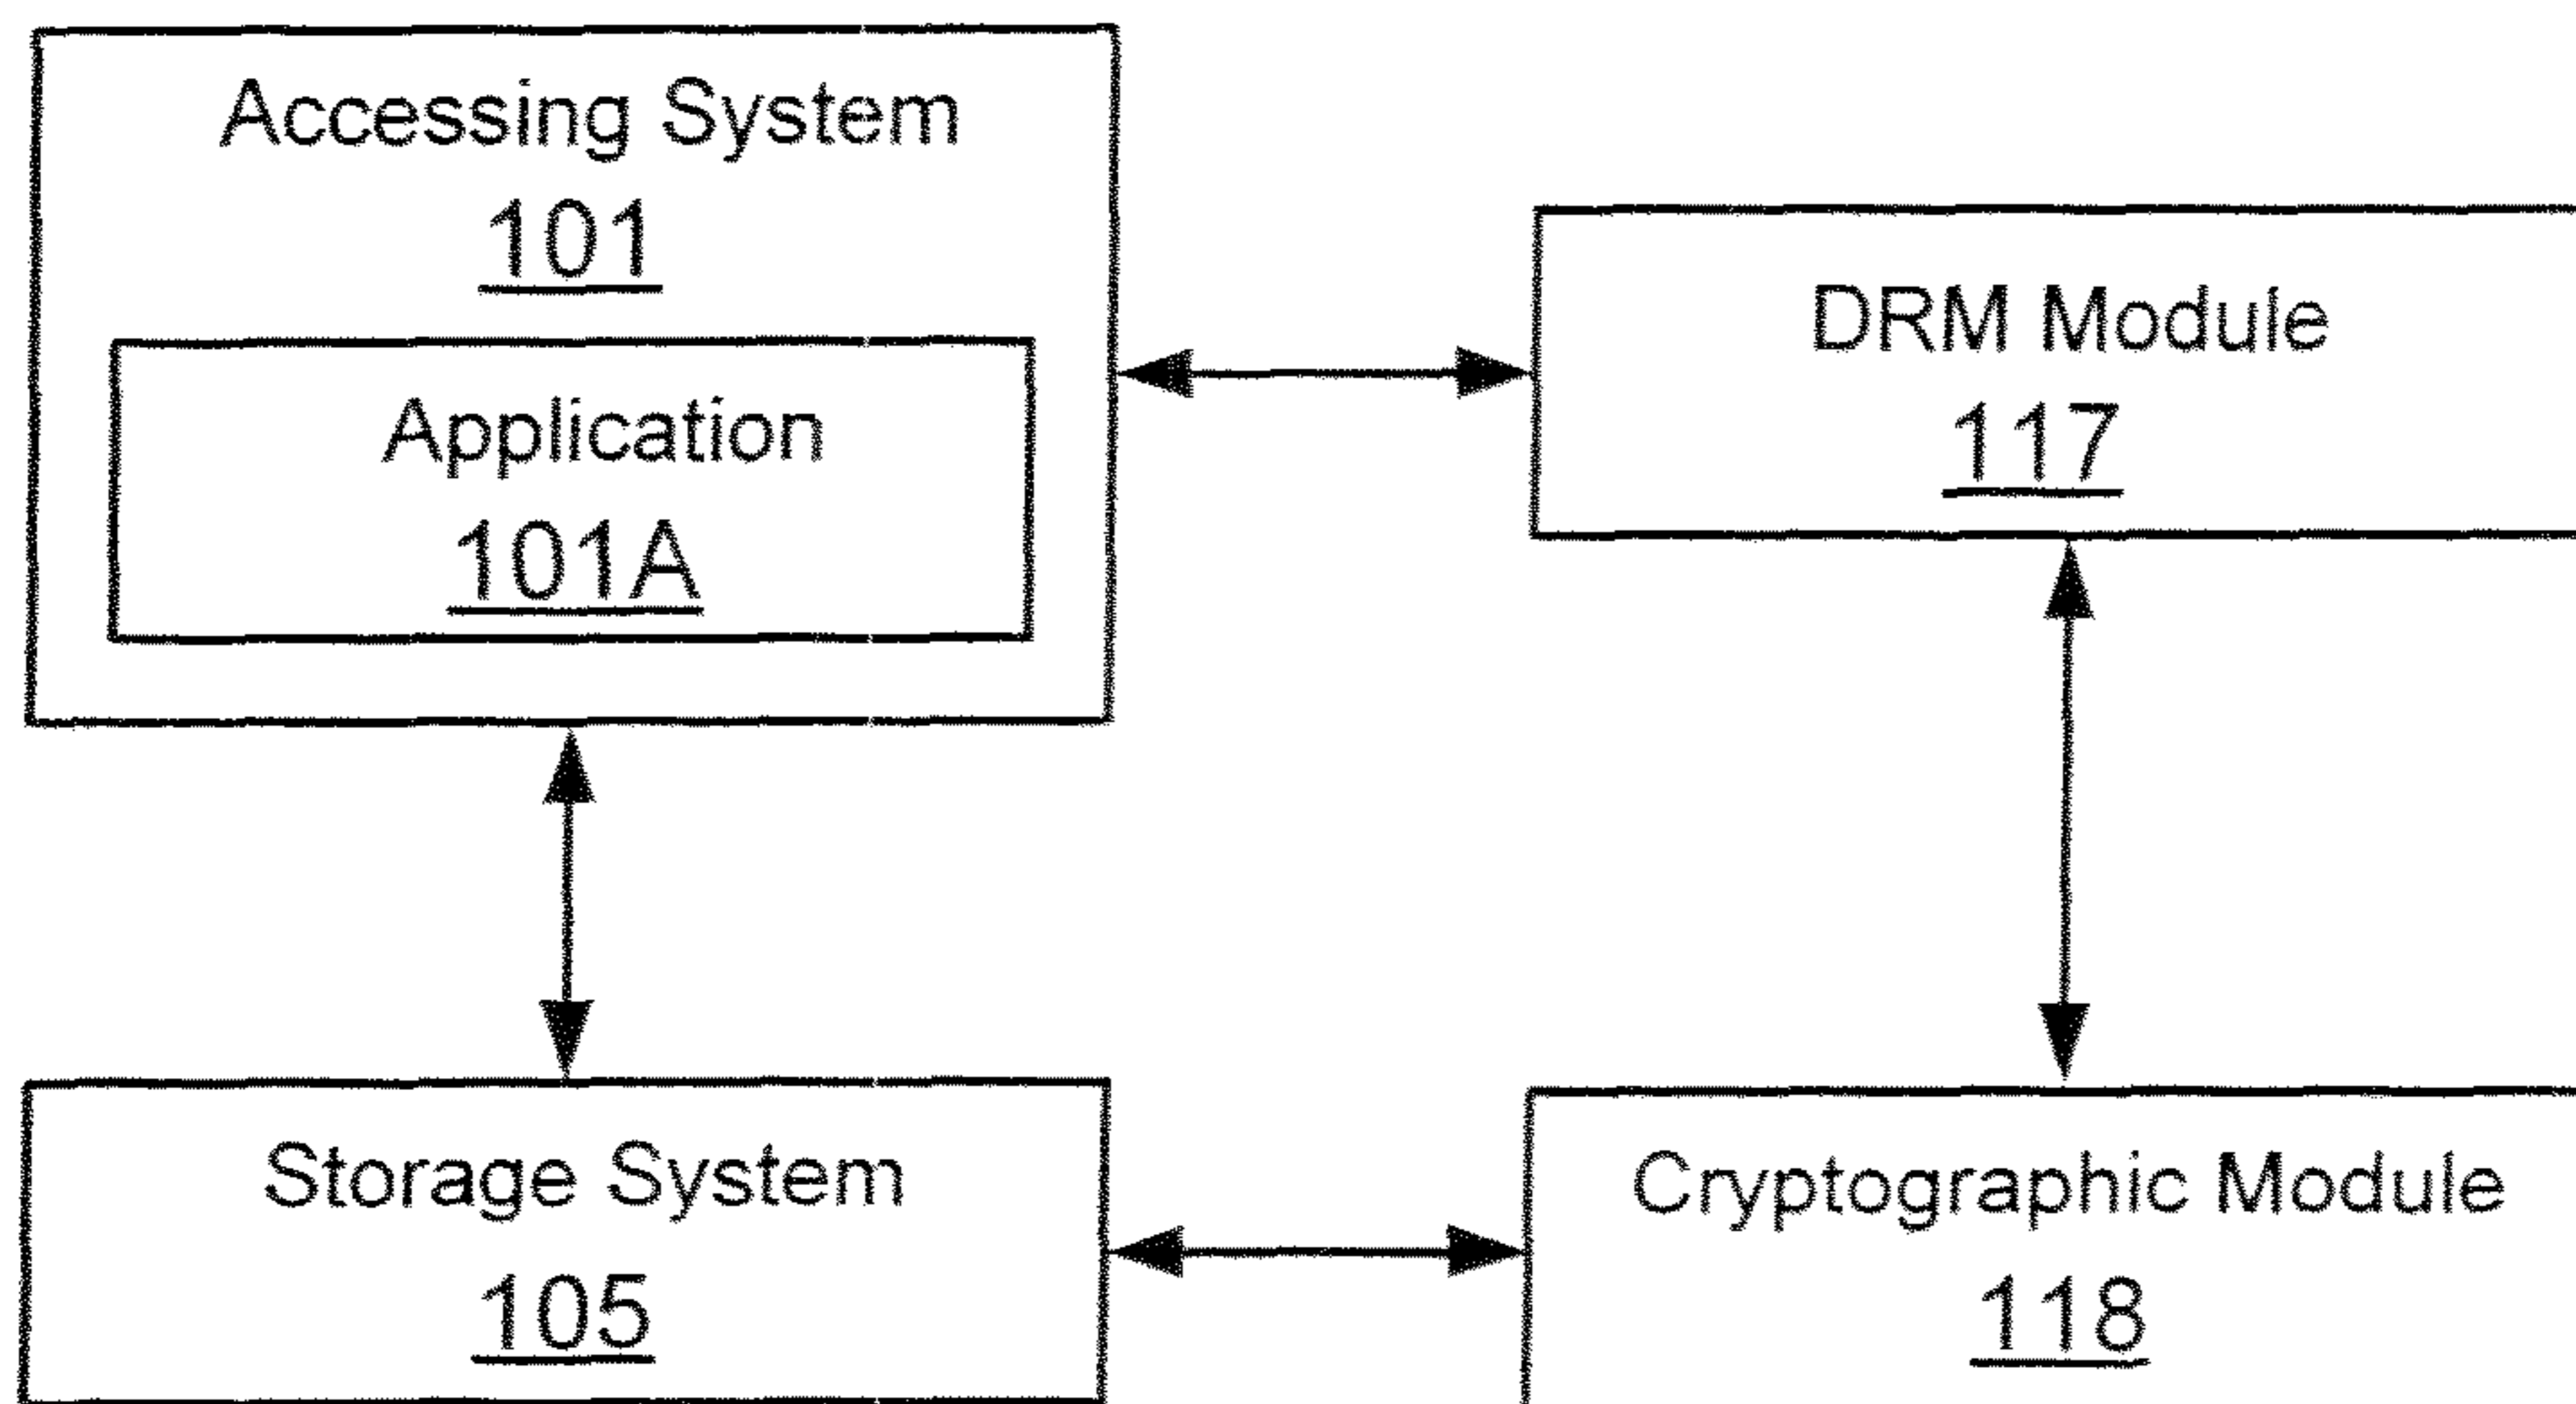 Accessing System
101
Application
101A
DRM Module
117
Storage System
105
Cryptographic Module
118